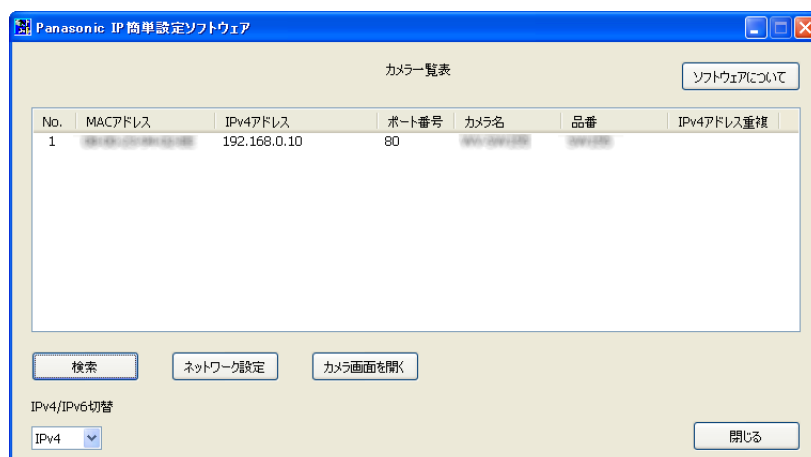 Panasonic IP簡単設定ソフトウェア
カメラ一覧表
ソフトウェアについて
No. MACアドレス IPv4アドレス ポート番号 カメラ名 品番 IPv4アドレス重複
1 192.168.0.10 80
検索 ネットワーク設定 カメラ画面を開く
IPv4/IPv6切替
IPv4
閉じる